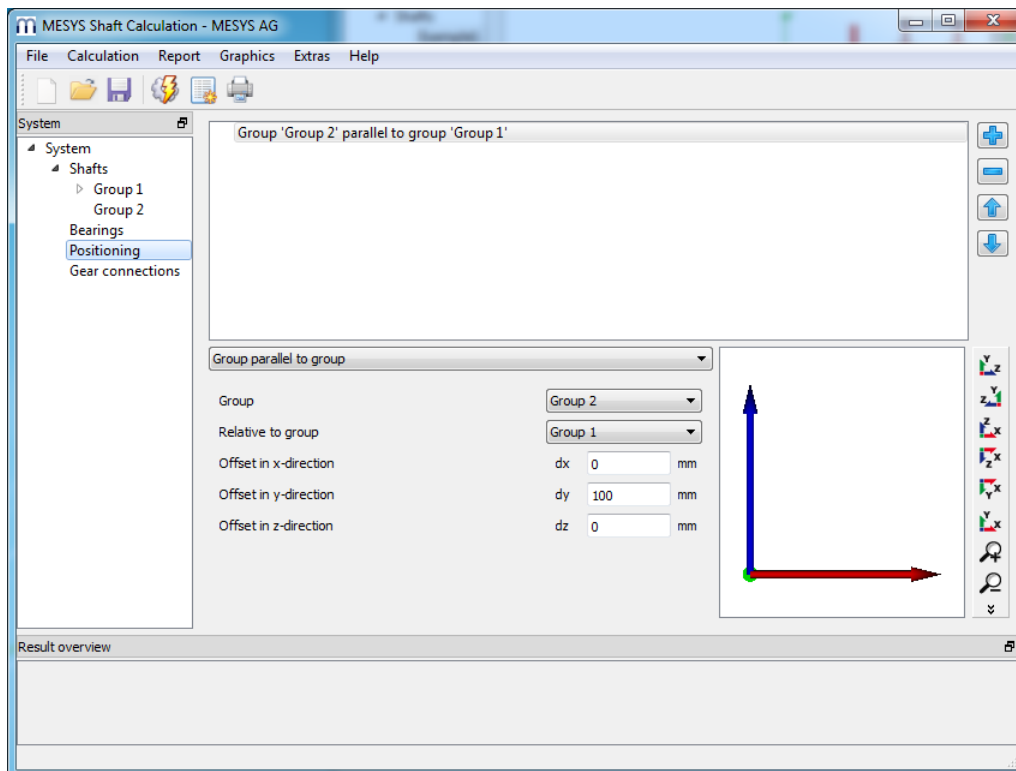 MESYS Shaft Calculation - MESYS AG
File Calculation Report Graphics Extras Help
System
System
Shafts
Group 1
Group 2
Bearings
Positioning
Gear connections
Group 'Group 2' parallel to group 'Group 1'
Group parallel to group
Group Group 2
Relative to group Group 1
Offset in x-direction dx 0 mm
Offset in y-direction dy 100 mm
Offset in z-direction dz 0 mm
Y z
z Y
z x
z x
Y x
Y x
Result overview